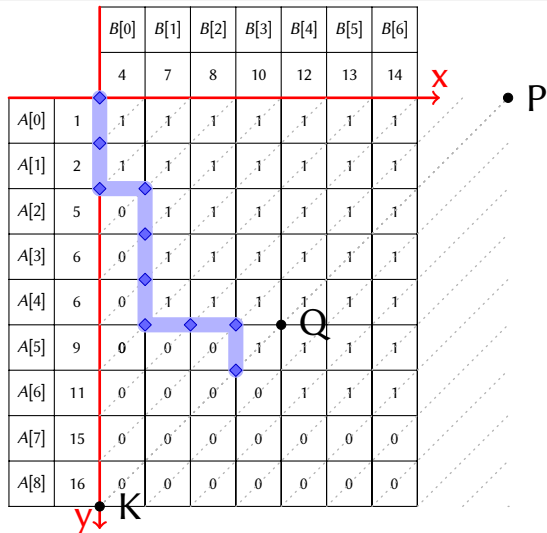 B[0] B[1] B[2] B[3] B[4] B[5] B[6]
4 7 8 10 12 13 14
x
P
A[0] 1 1 1 1 1 1 1 1
A[1] 2 1 1 1 1 1 1 1
A[2] 5 0 1 1 1 1 1 1
A[3] 6 0 1 1 1 1 1 1
A[4] 6 0 1 1 1 1 1 1
Q
A[5] 9 0 0 0 1 1 1 1
A[6] 11 0 0 0 0 1 1 1
A[7] 15 0 0 0 0 0 0 0
A[8] 16 0 0 0 0 0 0 0
K
y